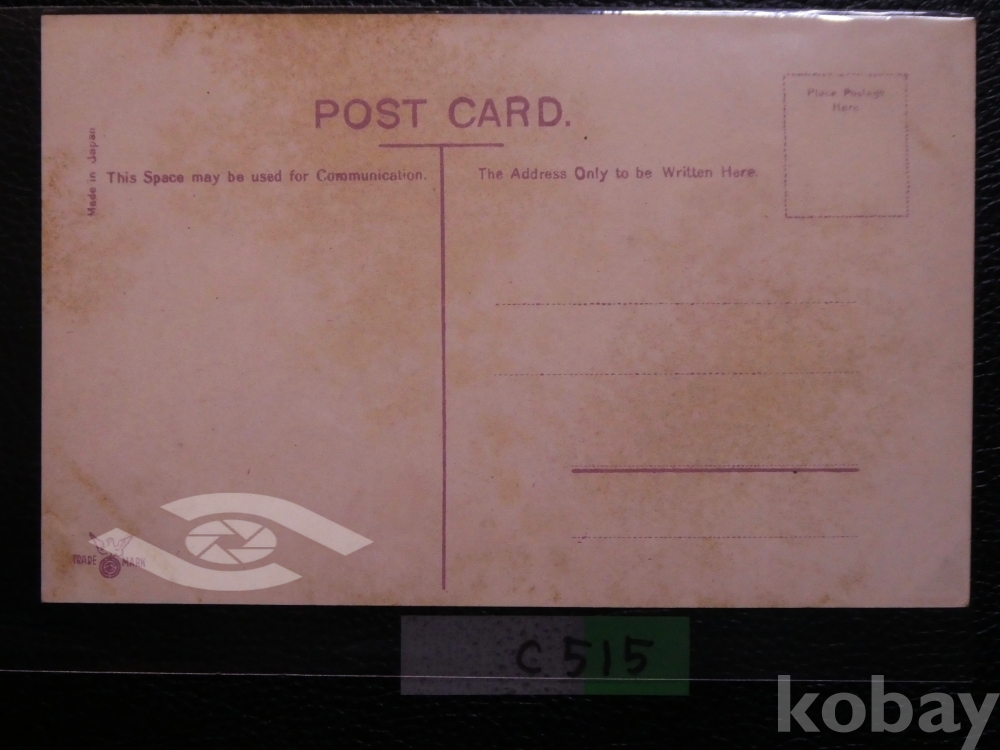 POST CARD.
Place Postage
Here
Made in Japan
This Space may be used for Communication.
The Address Only to be Written Here.
TRADE MARK
C515
kobay